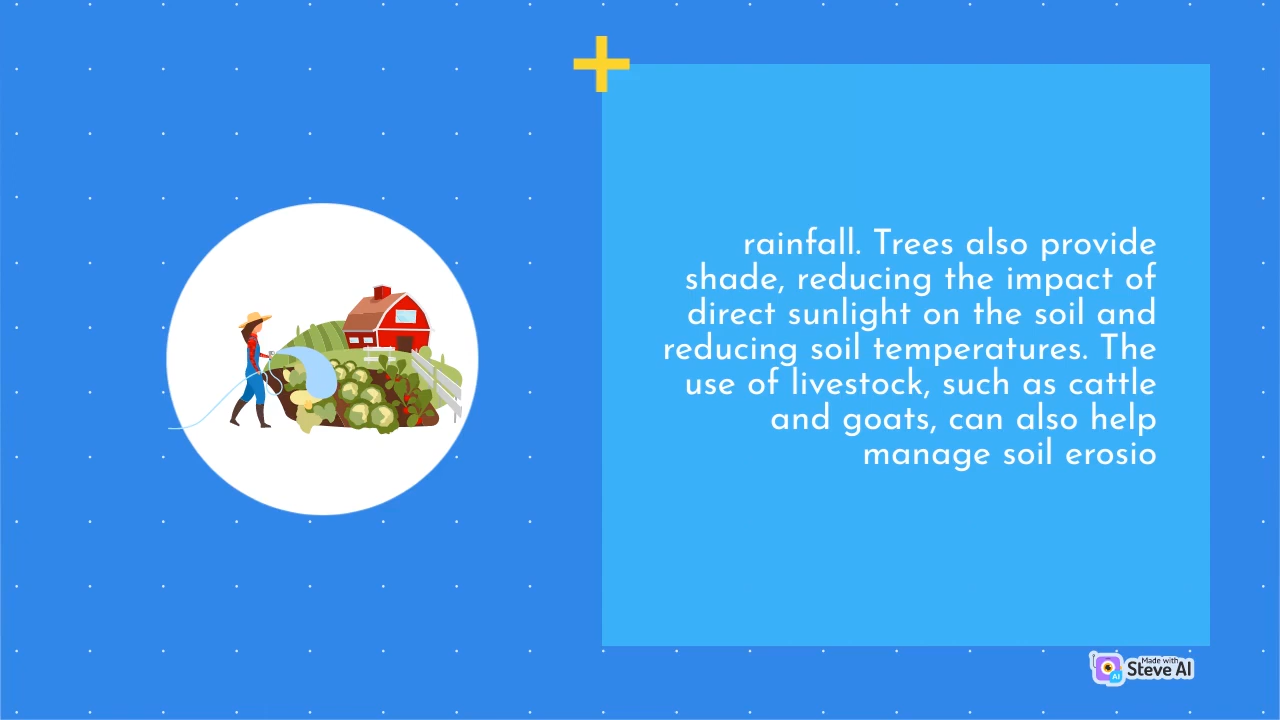 rainfall. Trees also provide
shade, reducing the impact of
direct sunlight on the soil and
reducing soil temperatures. The
use of livestock, such as cattle
and goats, can also help
manage soil erosio
Made with
Steve AI
AI